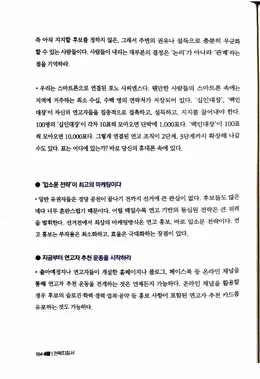 즉 아직 지지할 후보를 정하지 않은, 그래서 주변의 권유나 설득으로 충분히 우군화
할 수 있는 사람들이다. 사람들이 내리는 대부분의 결정은 '논리'가 아니라 '관계'라는
점을 기억하라.
• 우리는 스마트폰으로 연결된 포노 사피엔스다. 웬만한 사람들의 스마트폰 속에는
지역에 거주하는 최소 수십, 수백 명의 연락처가 저장되어 있다. '십인대장', '백인
대장'이 자신의 연고자들을 집중적으로 접촉하고, 설득하고, 지지를 끌어내야 한다.
100명의 '십인대장'이 각자 10표씩 모아오면 단박에 1,000표다. '백인대장'이 100표
씩 모아오면 10,000표다. 그렇게 연결된 연고 조직이 2단계, 3단계까지 확장해 나갈
수도 있다. 표는 어디에 있는가? 바로 당신의 휴대폰 속에 있다.
● '입소문 전략'이 최고의 마케팅이다
• 일반 유권자들은 정당 공천이 끝나기 전까지 선거에 큰 관심이 없다. 후보들도 많은
데다 너무 혼란스럽기 때문이다. 이럴 때일수록 연고 기반의 동심원 전략은 큰 위력
을 발휘한다. 선거판에서 최상의 마케팅방식은 연고 홍보, 바로 입소문 전략이다. 연
고 홍보는 부작용은 최소화하고, 효율은 극대화하는 장점이 있다.
● 지금부터 연고자 추천 운동을 시작하라
• 출마예정자나 연고자들이 개설한 홈페이지나 블로그, 페이스북 등 온라인 채널을
통해 연고자 추천 운동을 전개하는 것은 언제든지 가능하다. 온라인 채널을 활용할
경우 후보의 슬로건·학력·경력·업적·공약 등 홍보 사항이 포함된 연고자 추천 카드를
유포하는 것도 가능하다.
164
전략지침서